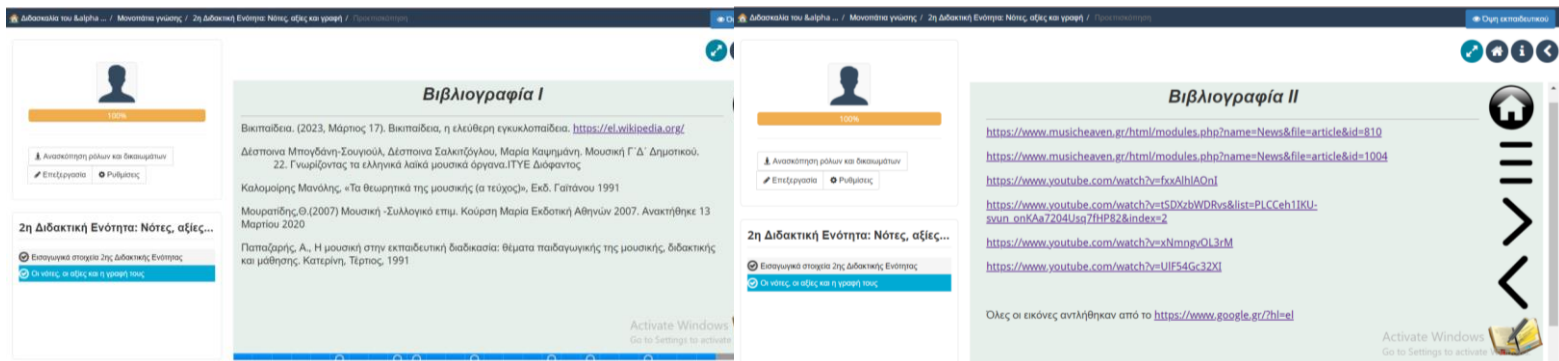 Διδασκαλία του &alpha ... / Μονοπάτια γνώσης / 2η Διδακτική Ενότητα: Νότες, αξίες και γραφή / Προεπισκόπηση
100%
Ανασκόπηση ρόλων και δικαιωμάτων
Επεξεργασία Ρυθμίσεις
2η Διδακτική Ενότητα: Νότες, αξίες...
Εισαγωγικά στοιχεία 2ης Διδακτικής Ενότητας
Οι νότες, οι αξίες και η γραφή τους
Βιβλιογραφία Ι
Βικιπαίδεια. (2023, Μάρτιος 17). Βικιπαίδεια, η ελεύθερη εγκυκλοπαίδεια. https://el.wikipedia.org/
Δέσποινα Μπογδάνη-Σουγιούλ, Δέσποινα Σαλκιτζόγλου, Μαρία Καψημάνη. Μουσική Γ΄Δ΄ Δημοτικού.
22. Γνωρίζοντας τα ελληνικά λαϊκά μουσικά όργανα.ΙΤΥΕ Διόφαντος
Καλομοίρης Μανόλης, «Τα θεωρητικά της μουσικής (α τεύχος)», Εκδ. Γαϊτάνου 1991
Μουρατίδης,Θ.(2007) Μουσική -Συλλογικό επιμ. Κούρση Μαρία Εκδοτική Αθηνών 2007. Ανακτήθηκε 13
Μαρτίου 2020
Παπαζαρής, Α., Η μουσική στην εκπαιδευτική διαδικασία: θέματα παιδαγωγικής της μουσικής, διδακτικής
και μάθησης. Κατερίνη, Τέρτιος, 1991
Activate Windows
Go to Settings to activate
Διδασκαλία του &alpha ... / Μονοπάτια γνώσης / 2η Διδακτική Ενότητα: Νότες, αξίες και γραφή / Προεπισκόπηση
Όψη εκπαιδευτικού
100%
Ανασκόπηση ρόλων και δικαιωμάτων
Επεξεργασία Ρυθμίσεις
2η Διδακτική Ενότητα: Νότες, αξίες...
Εισαγωγικά στοιχεία 2ης Διδακτικής Ενότητας
Οι νότες, οι αξίες και η γραφή τους
Βιβλιογραφία ΙΙ
https://www.musicheaven.gr/html/modules.php?name=News&file=article&id=810
https://www.musicheaven.gr/html/modules.php?name=News&file=article&id=1004
https://www.youtube.com/watch?v=fxxAlhlAOnI
https://www.youtube.com/watch?v=tSDXzbWDRvs&list=PLCCeh1IKU-
svun_onKAa7204Usq7fHP82&index=2
https://www.youtube.com/watch?v=xNmngvOL3rM
https://www.youtube.com/watch?v=UlF54Gc32XI
Όλες οι εικόνες αντλήθηκαν από το https://www.google.gr/?hl=el
Activate Windows
Go to Settings to activate